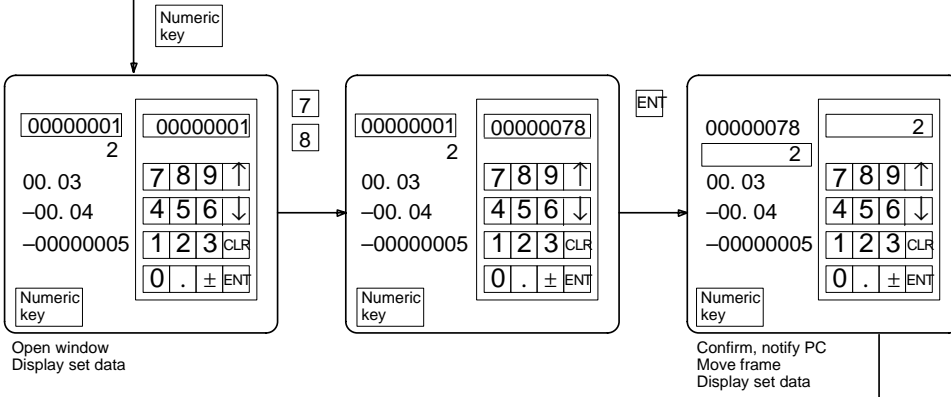 Numeric
key
00000001
2
00. 03
–00. 04
–00000005
Numeric
key
00000001
7 8 9 ↑
4 5 6 ↓
1 2 3 CLR
0 . ± ENT
Open window
Display set data
7
8
00000001
2
00. 03
–00. 04
–00000005
Numeric
key
00000078
7 8 9 ↑
4 5 6 ↓
1 2 3 CLR
0 . ± ENT
ENT
00000078
2
00. 03
–00. 04
–00000005
Numeric
key
2
7 8 9 ↑
4 5 6 ↓
1 2 3 CLR
0 . ± ENT
Confirm, notify PC
Move frame
Display set data